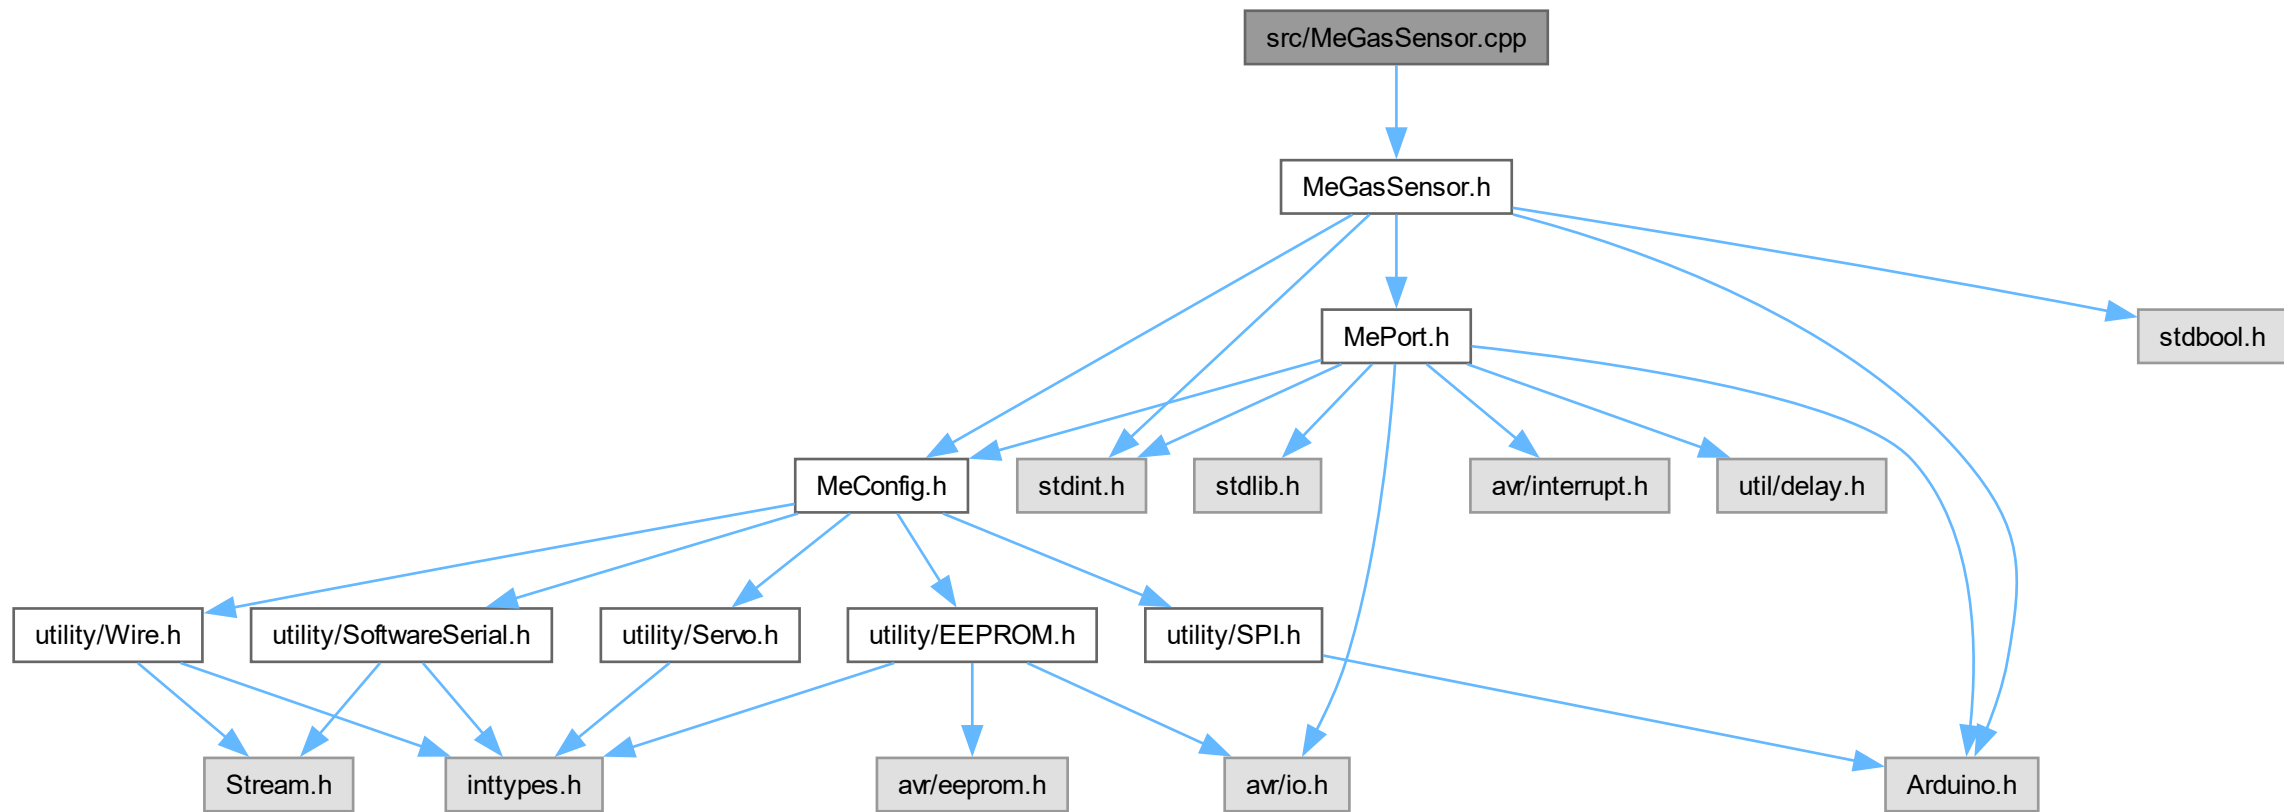 src/MeGasSensor.cpp
MeGasSensor.h
MePort.h
stdbool.h
MeConfig.h
stdint.h
stdlib.h
avr/interrupt.h
util/delay.h
utility/Wire.h
utility/SoftwareSerial.h
utility/Servo.h
utility/EEPROM.h
utility/SPI.h
Stream.h
inttypes.h
avr/eeprom.h
avr/io.h
Arduino.h